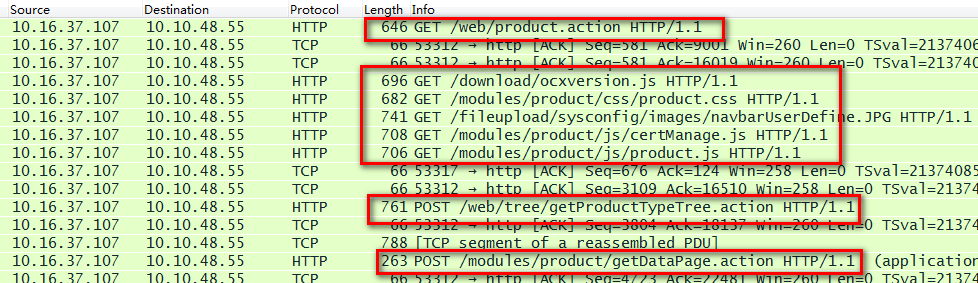 Source Destination Protocol Length Info
10.16.37.107 10.10.48.55 HTTP 646 GET /web/product.action HTTP/1.1
10.16.37.107 10.10.48.55 TCP 66 53312 → http [ACK] Seq=581 Ack=9001 Win=260 Len=0 TSval=2137406
10.16.37.107 10.10.48.55 TCP 66 53312 → http [ACK] Seq=581 Ack=16019 Win=260 Len=0 TSval=213740
10.16.37.107 10.10.48.55 HTTP 696 GET /download/ocxversion.js HTTP/1.1
10.16.37.107 10.10.48.55 HTTP 682 GET /modules/product/css/product.css HTTP/1.1
10.16.37.107 10.10.48.55 HTTP 741 GET /fileupload/sysconfig/images/navbarUserDefine.JPG HTTP/1.1
10.16.37.107 10.10.48.55 HTTP 708 GET /modules/product/js/certManage.js HTTP/1.1
10.16.37.107 10.10.48.55 HTTP 706 GET /modules/product/js/product.js HTTP/1.1
10.16.37.107 10.10.48.55 TCP 66 53317 → http [ACK] Seq=676 Ack=124 Win=258 Len=0 TSval=21374085
10.16.37.107 10.10.48.55 TCP 66 53312 → http [ACK] Seq=3109 Ack=16510 Win=258 Len=0 TSval=21374
10.16.37.107 10.10.48.55 HTTP 761 POST /web/tree/getProductTypeTree.action HTTP/1.1
10.16.37.107 10.10.48.55 TCP 66 53312 → http [ACK] Seq=3804 Ack=18137 Win=260 Len=0 TSval=21374
10.16.37.107 10.10.48.55 TCP 788 [TCP segment of a reassembled PDU]
10.16.37.107 10.10.48.55 HTTP 263 POST /modules/product/getDataPage.action HTTP/1.1 (application
10.16.37.107 10.10.48.55 TCP 66 53312 → http [ACK] Seq=4723 Ack=22481 Win=260 Len=0 TSval=21374